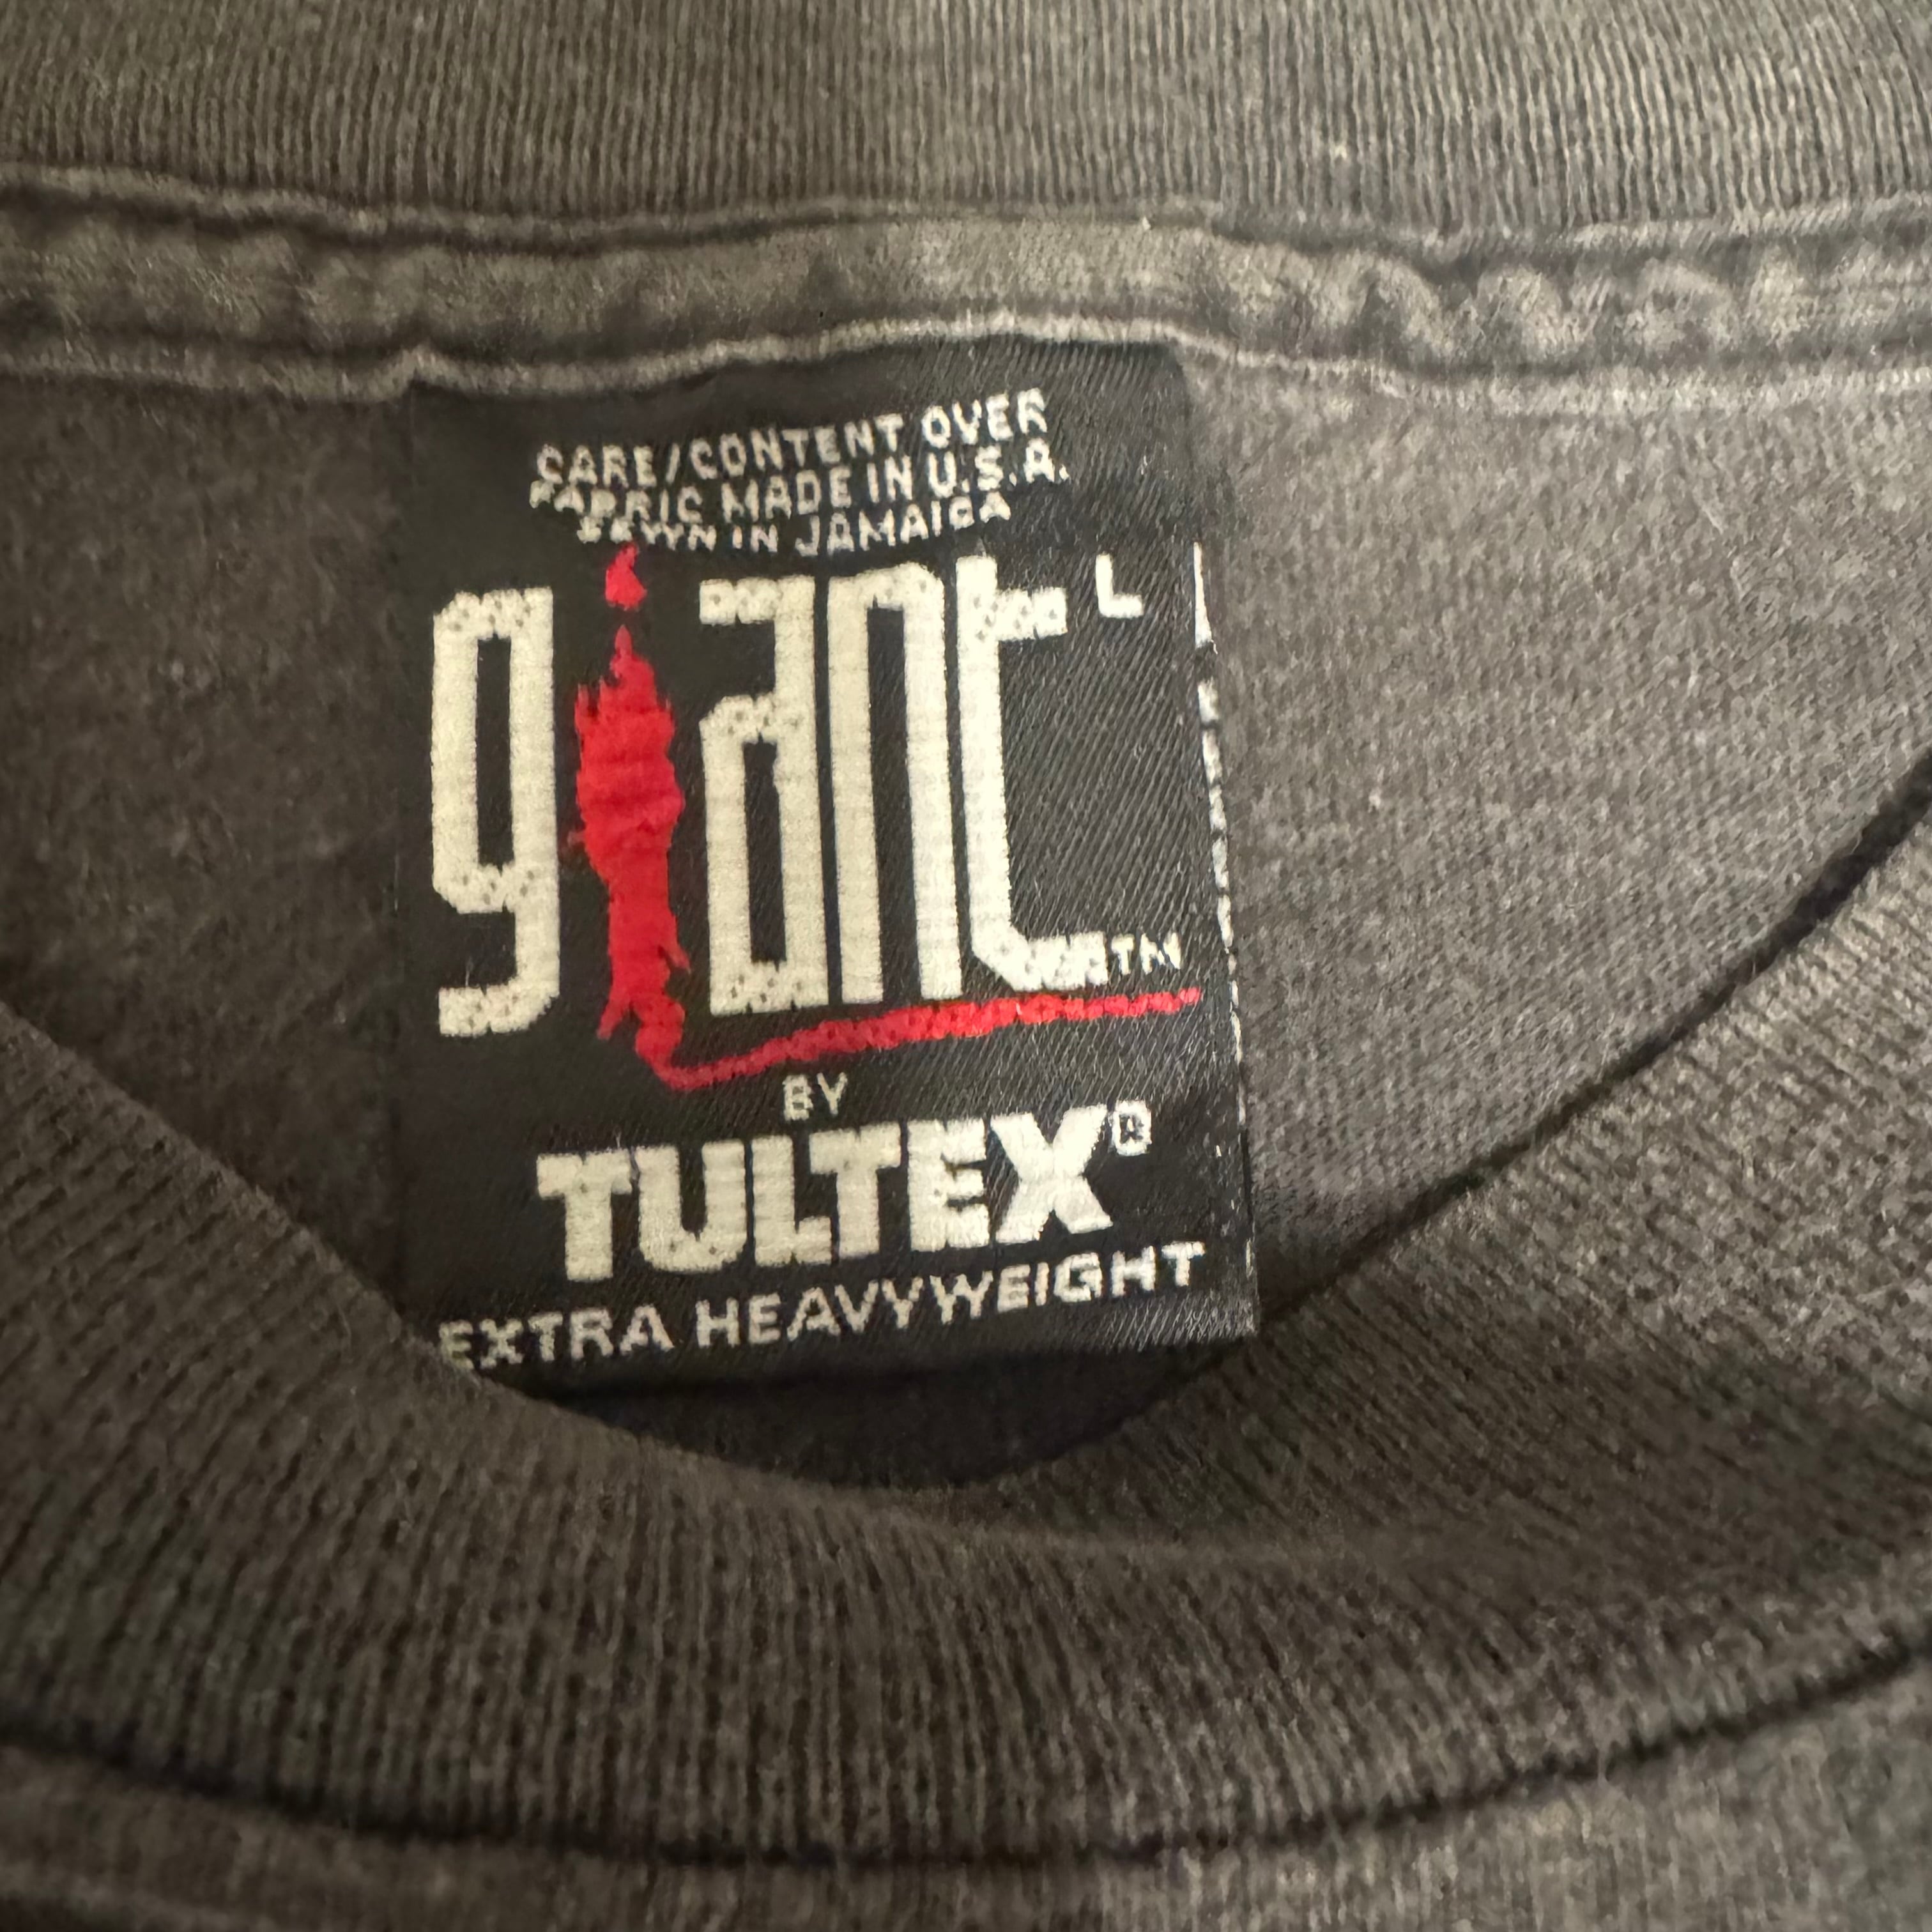 CARE/CONTENT OVER
FABRIC MADE IN U.S.A.
SEWN IN JAMAICA
giant L
TM
BY
TULTEX®
EXTRA HEAVYWEIGHT